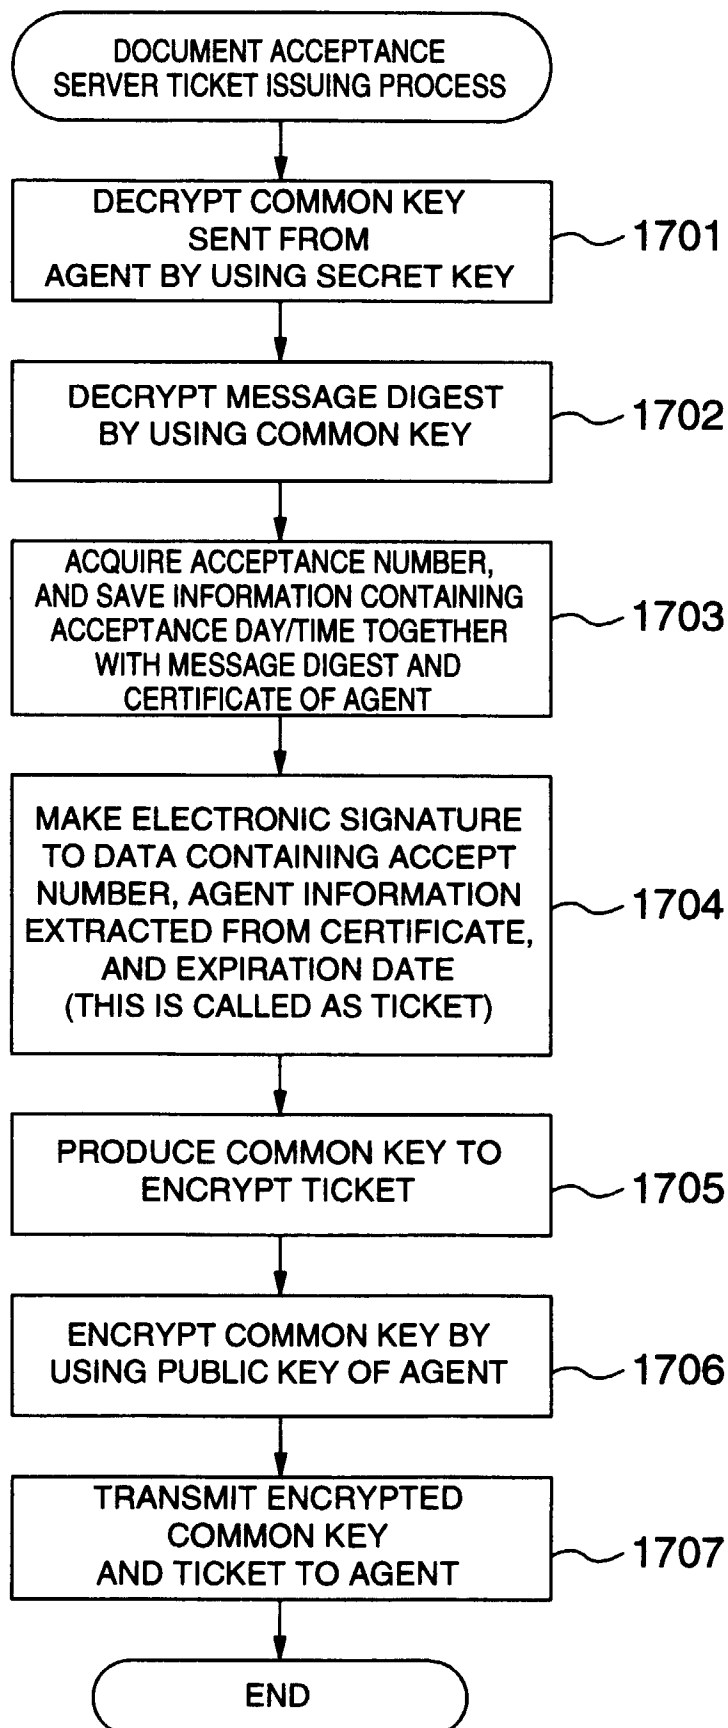 DOCUMENT ACCEPTANCE
SERVER TICKET ISSUING PROCESS
DECRYPT COMMON KEY
SENT FROM
AGENT BY USING SECRET KEY
1701
DECRYPT MESSAGE DIGEST
BY USING COMMON KEY
1702
ACQUIRE ACCEPTANCE NUMBER,
AND SAVE INFORMATION CONTAINING
ACCEPTANCE DAY/TIME TOGETHER
WITH MESSAGE DIGEST AND
CERTIFICATE OF AGENT
1703
MAKE ELECTRONIC SIGNATURE
TO DATA CONTAINING ACCEPT
NUMBER, AGENT INFORMATION
EXTRACTED FROM CERTIFICATE,
AND EXPIRATION DATE
(THIS IS CALLED AS TICKET)
1704
PRODUCE COMMON KEY TO
ENCRYPT TICKET
1705
ENCRYPT COMMON KEY BY
USING PUBLIC KEY OF AGENT
1706
TRANSMIT ENCRYPTED
COMMON KEY
AND TICKET TO AGENT
1707
END